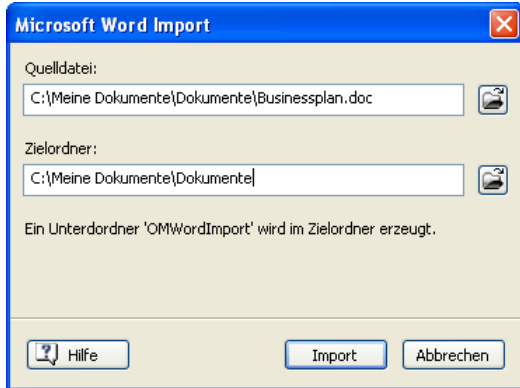 Microsoft Word Import
Quelldatei:
C:\Meine Dokumente\Dokumente\Businessplan.doc
Zielordner:
C:\Meine Dokumente\Dokumente
Ein Unterdordner 'OMWordImport' wird im Zielordner erzeugt.
Hilfe Import Abbrechen